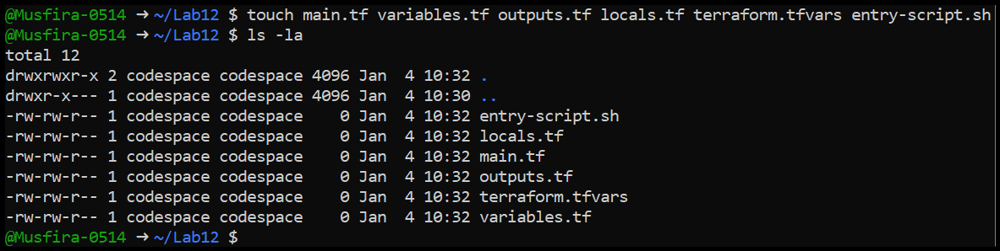 @Musfira-0514 → ~/Lab12 $ touch main.tf variables.tf outputs.tf locals.tf terraform.tfvars entry-script.sh
@Musfira-0514 → ~/Lab12 $ ls -la
total 12
drwxrwxr-x 2 codespace codespace 4096 Jan  4 10:32 .
drwxr-x--- 1 codespace codespace 4096 Jan  4 10:30 ..
-rw-rw-r-- 1 codespace codespace    0 Jan  4 10:32 entry-script.sh
-rw-rw-r-- 1 codespace codespace    0 Jan  4 10:32 locals.tf
-rw-rw-r-- 1 codespace codespace    0 Jan  4 10:32 main.tf
-rw-rw-r-- 1 codespace codespace    0 Jan  4 10:32 outputs.tf
-rw-rw-r-- 1 codespace codespace    0 Jan  4 10:32 terraform.tfvars
-rw-rw-r-- 1 codespace codespace    0 Jan  4 10:32 variables.tf
@Musfira-0514 → ~/Lab12 $